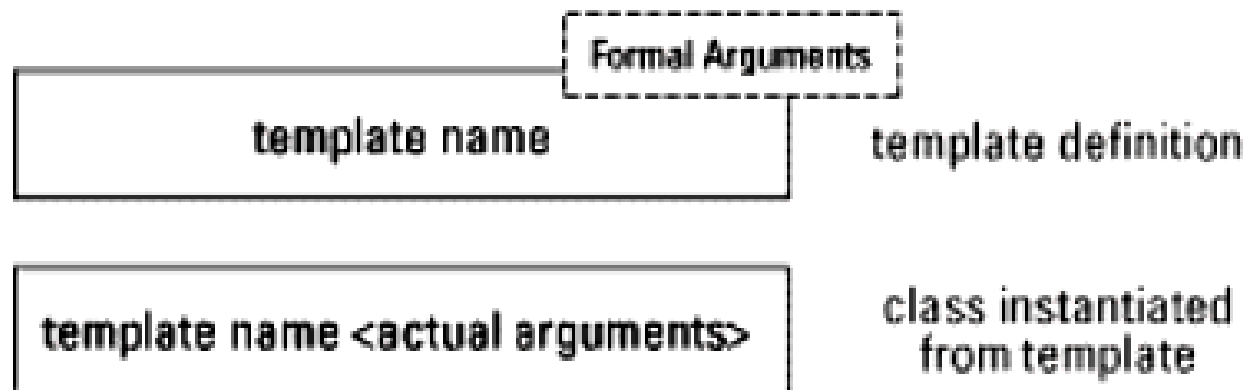 Formal Arguments
template name
template definition
template name <actual arguments>
class instantiated
from template